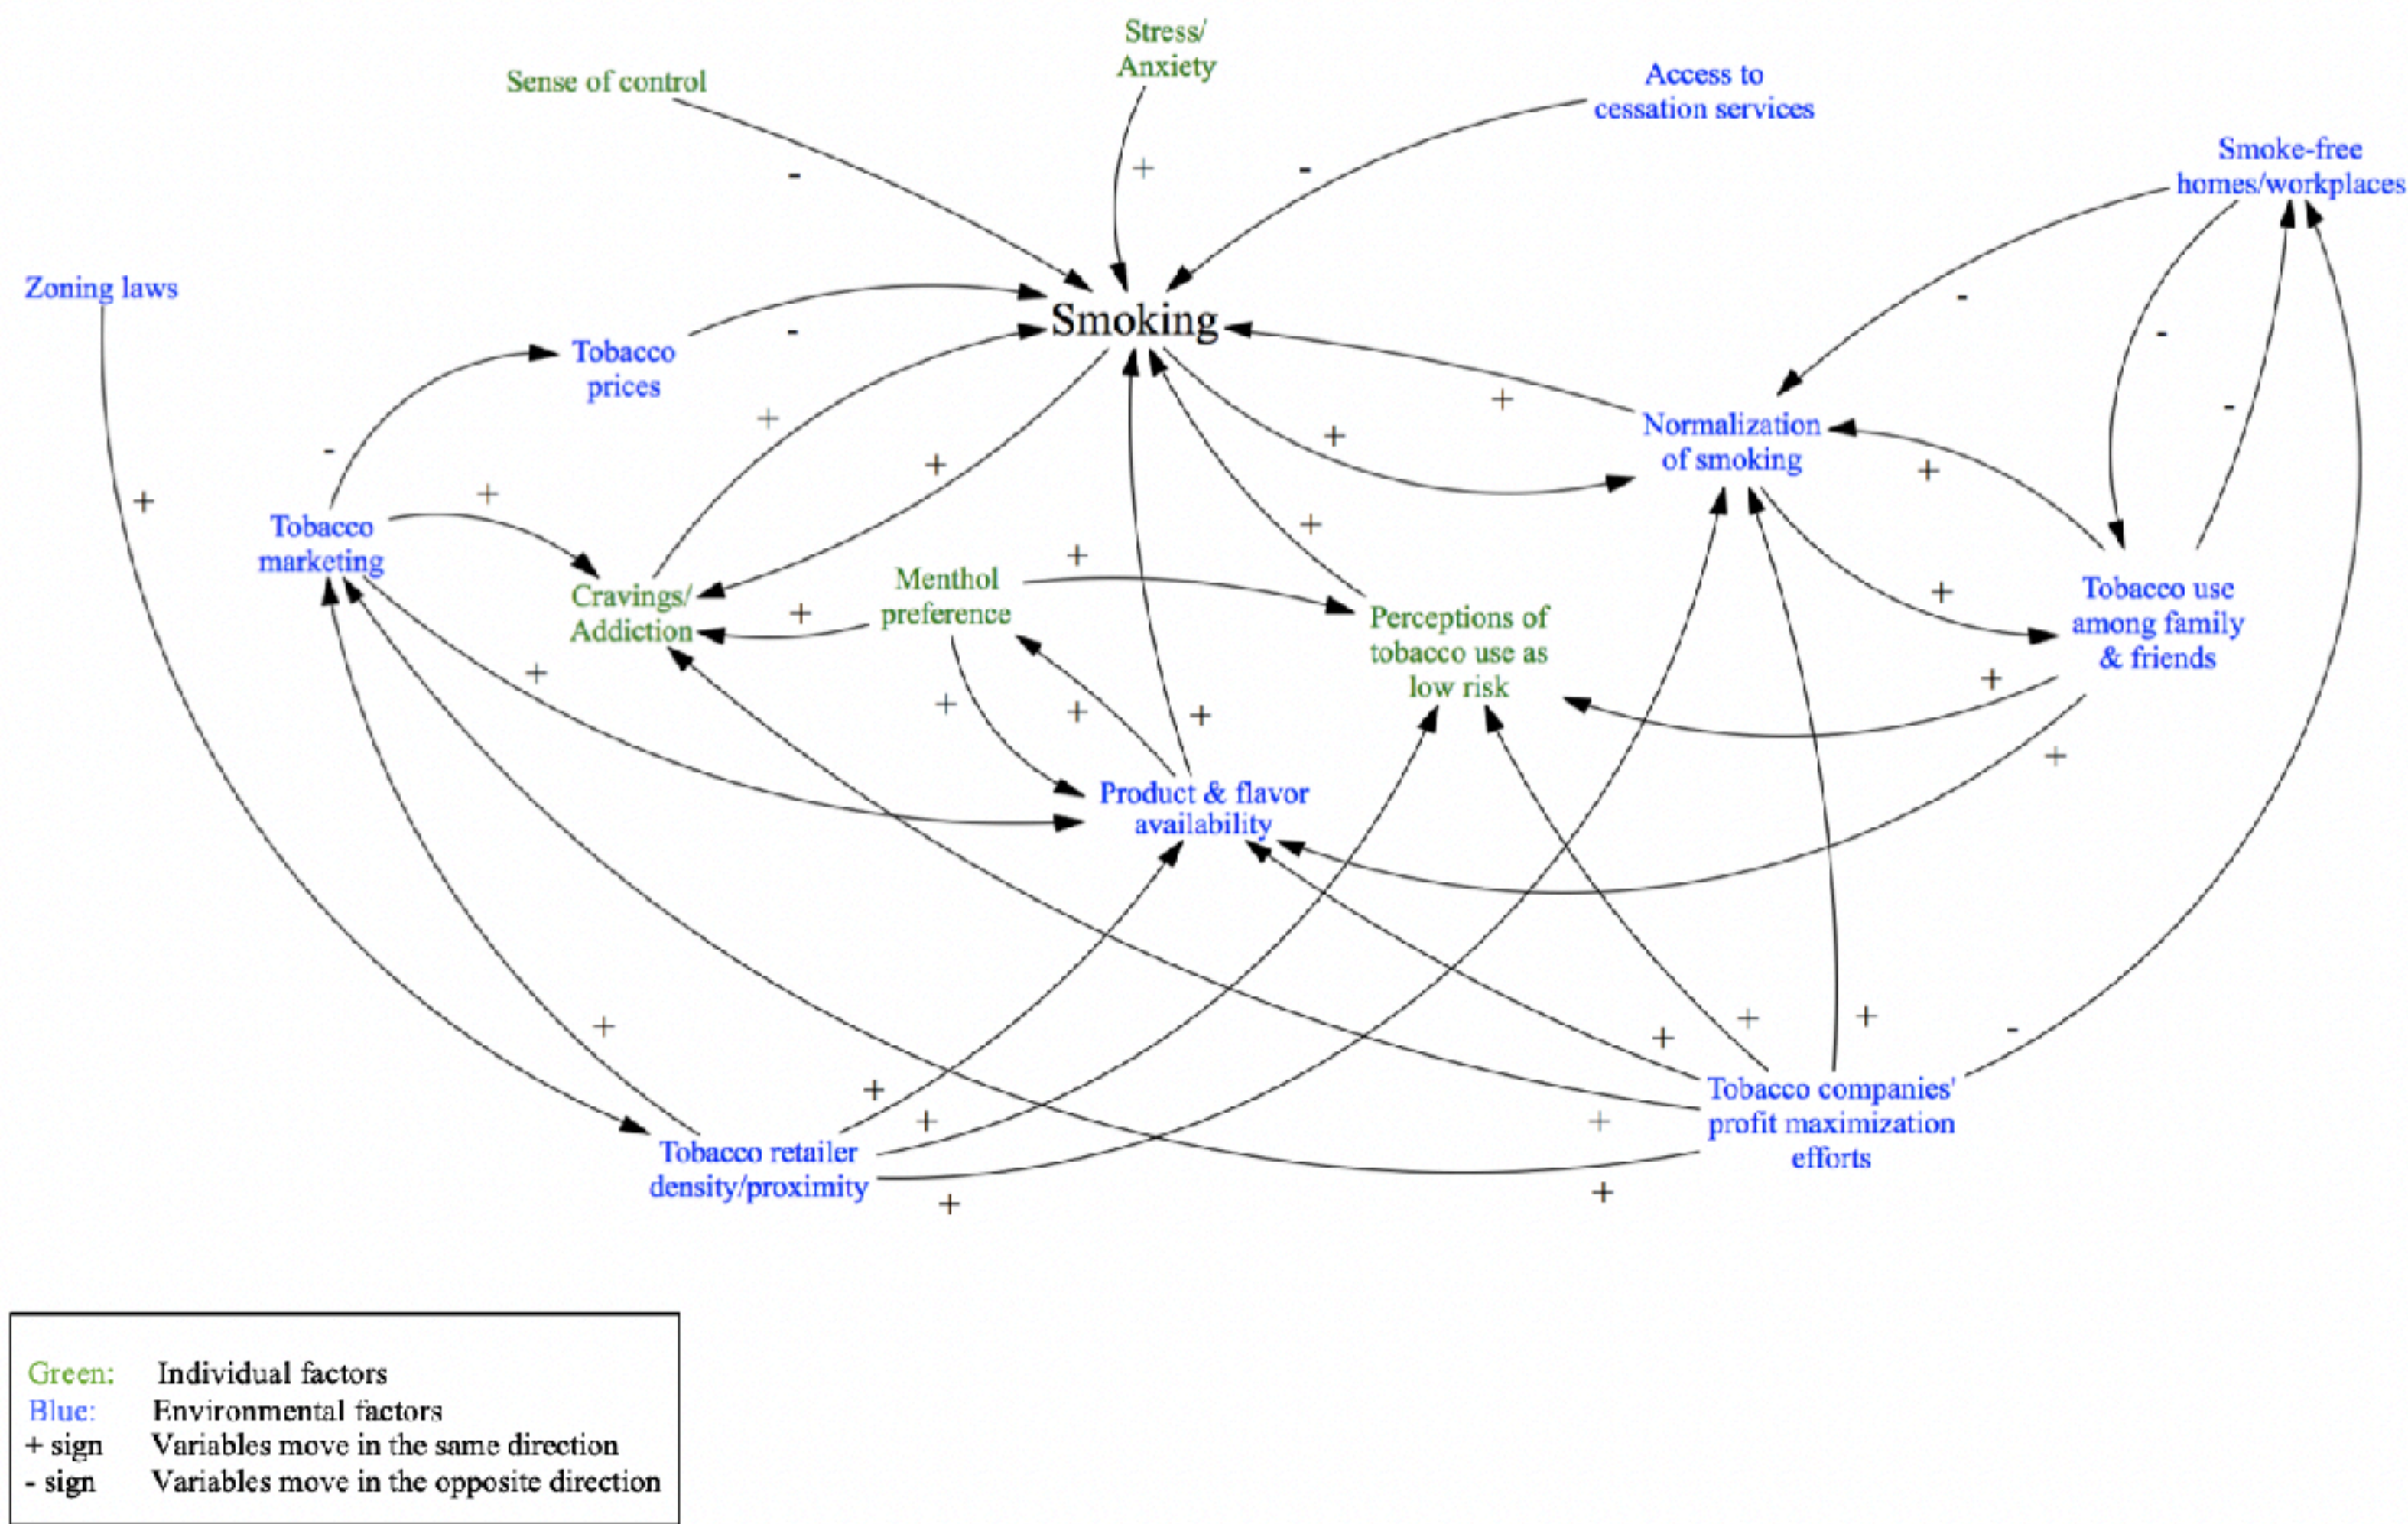 Stress/
Anxiety
Sense of control
Access to
cessation services
Smoke-free
homes/workplaces
-
+
-
Zoning laws
Smoking
-
Tobacco
prices
-
-
-
+
+
+
Normalization
of smoking
-
+
+
+
+
+
Tobacco
marketing
+
+
Menthol
preference
Cravings/
Addiction
+
+
Perceptions of
tobacco use as
low risk
Tobacco use
among family
& friends
+
+
+
+
+
+
Product & flavor
availability
+
+
+
+
+
-
Tobacco companies'
profit maximization
efforts
+
+
+
Tobacco retailer
density/proximity
+
+
Green: Individual factors
Blue: Environmental factors
+ sign Variables move in the same direction
- sign Variables move in the opposite direction